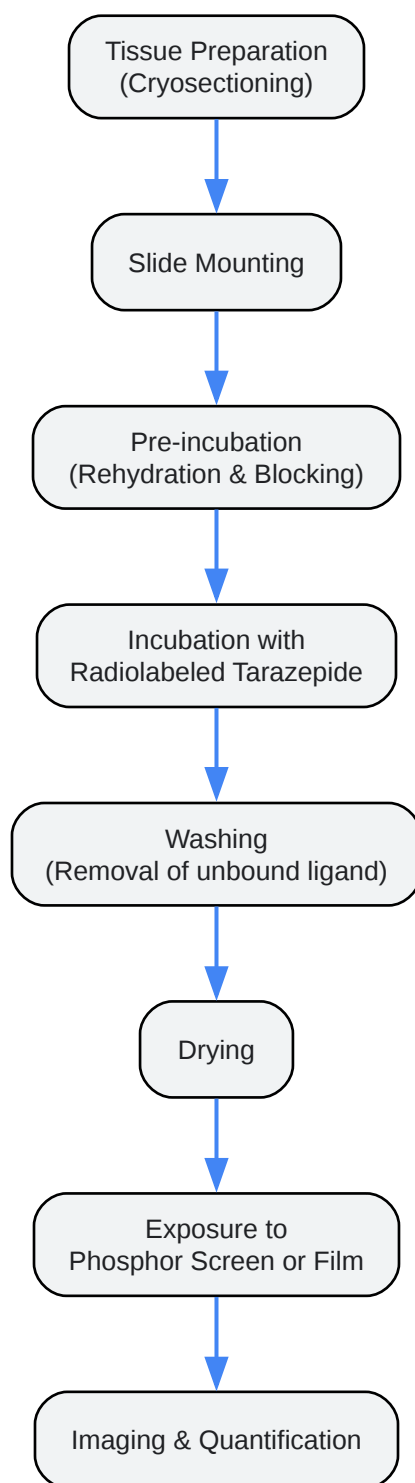 Tissue Preparation
(Cryosectioning)
Slide Mounting
Pre-incubation
(Rehydration & Blocking)
Incubation with
Radiolabeled Tarazepide
Washing
(Removal of unbound ligand)
Drying
Exposure to
Phosphor Screen or Film
Imaging & Quantification